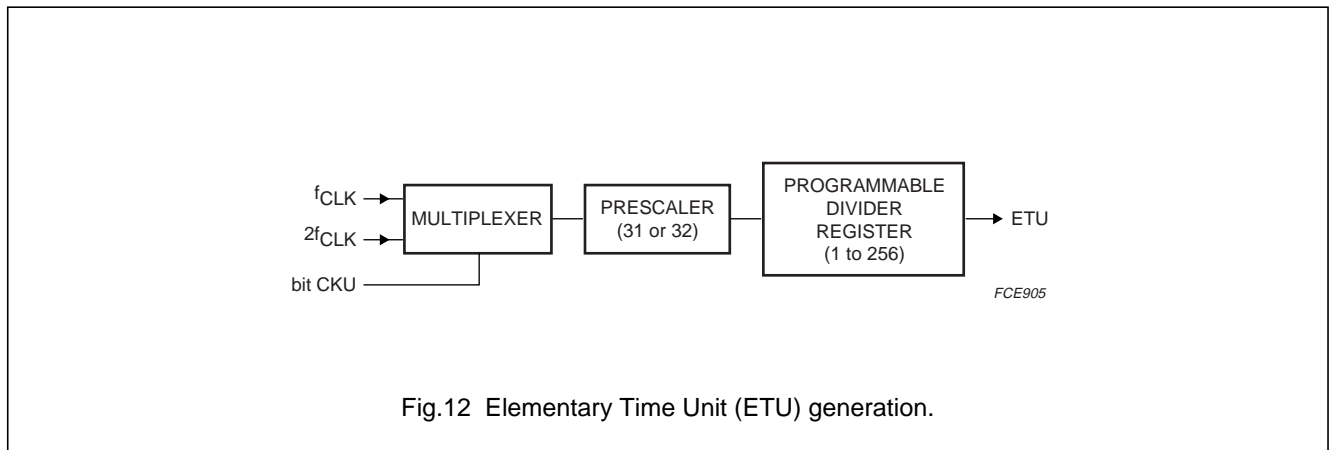 fCLK
2fCLK
bit CKU
MULTIPLEXER
PRESCALER
(31 or 32)
PROGRAMMABLE
DIVIDER
REGISTER
(1 to 256)
ETU
FCE905
Fig.12 Elementary Time Unit (ETU) generation.